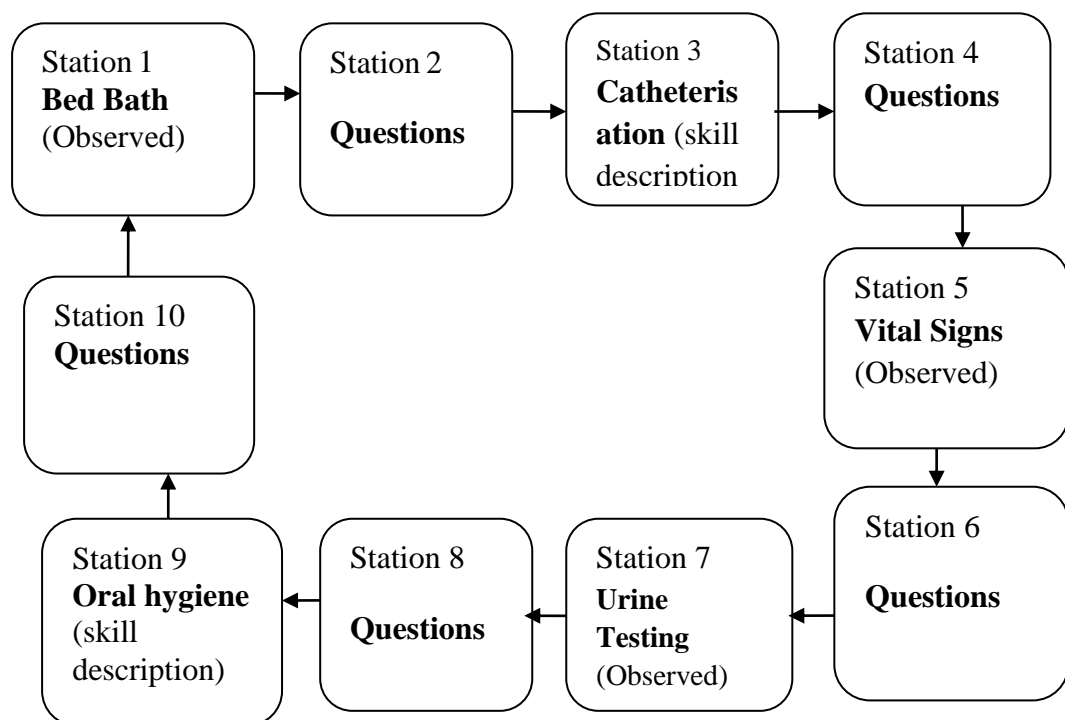 Station 1
Bed Bath
(Observed)
Station 2
Questions
Station 3
Catheteris
ation (skill
description
Station 4
Questions
Station 5
Vital Signs
(Observed)
Station 6
Questions
Station 7
Urine
Testing
(Observed)
Station 8
Questions
Station 9
Oral hygiene
(skill
description)
Station 10
Questions